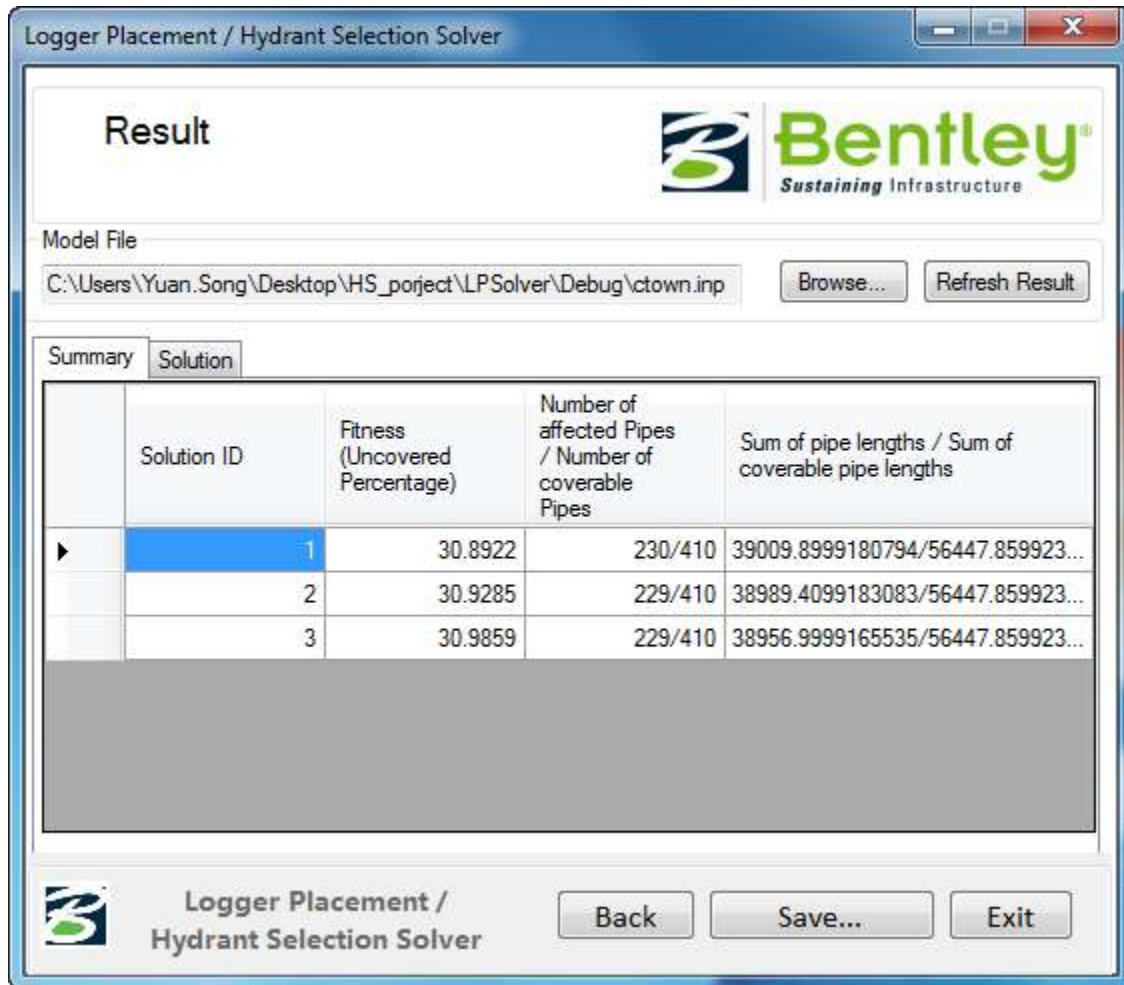 Logger Placement / Hydrant Selection Solver
Result
Bentley®
Sustaining Infrastructure
Model File
C:\Users\Yuan.Song\Desktop\HS_porject\LPSolver\Debug\ctown.inp
Browse...
Refresh Result
Summary
Solution
Solution ID
Fitness
(Uncovered
Percentage)
Number of
affected Pipes
/ Number of
coverable
Pipes
Sum of pipe lengths / Sum of
coverable pipe lengths
1 30.8922 230/410 39009.8999180794/56447.859923...
2 30.9285 229/410 38989.4099183083/56447.859923...
3 30.9859 229/410 38956.9999165535/56447.859923...
Logger Placement /
Hydrant Selection Solver
Back
Save...
Exit